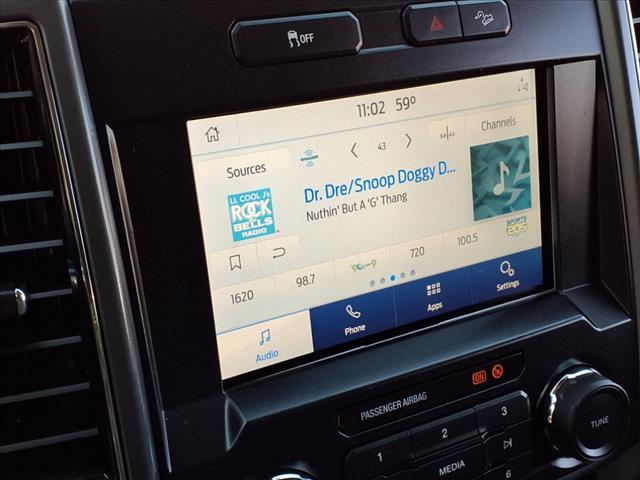 OFF
11:02 59°
Sources
43
Channels
LL COOL J's
ROCK
THE
BELLS
RADIO
Dr. Dre/Snoop Doggy D...
Nuthin' But A 'G' Thang
1620
98.7
720
100.5
SPORTS
Audio
Phone
Apps
Settings
PASSENGER AIRBAG
ON
1
2
3
MEDIA
6
TUNE